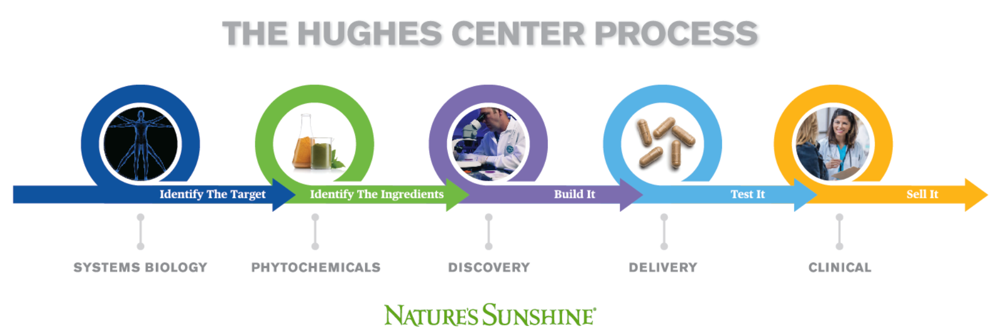 THE HUGHES CENTER PROCESS
Identify The Target
Identify The Ingredients
Build It
Test It
Sell It
SYSTEMS BIOLOGY
PHYTOCHEMICALS
DISCOVERY
DELIVERY
CLINICAL
NATURE'S SUNSHINE®